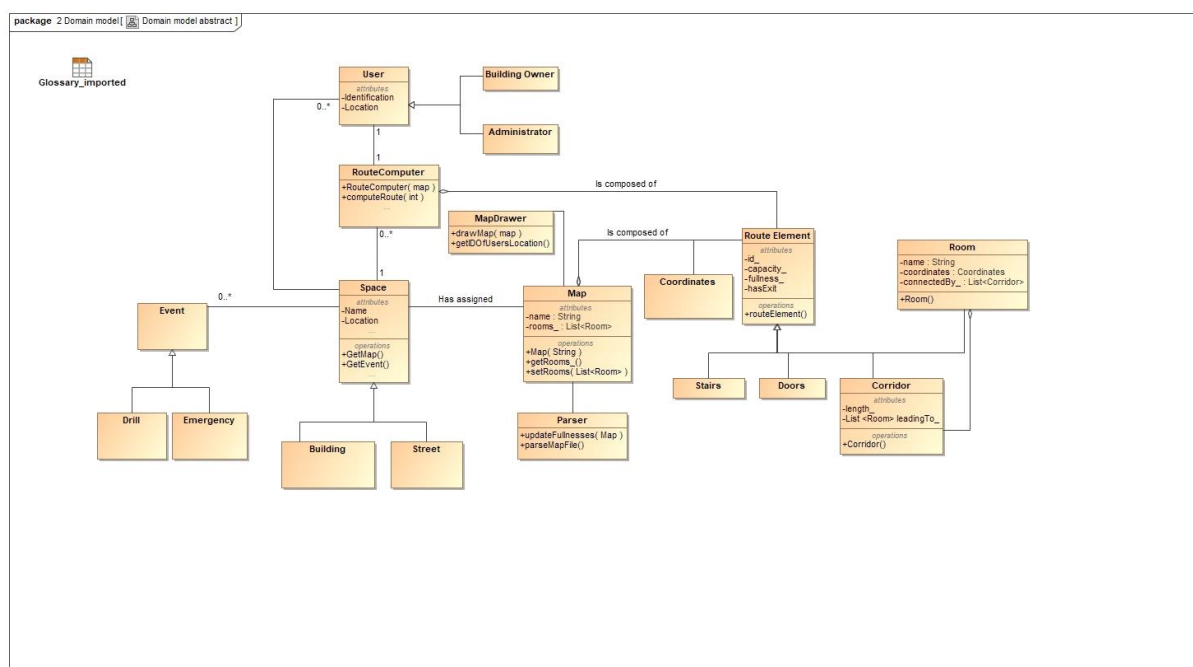 package 2 Domain model[ Domain model abstract ]
Glossary_imported
User
attributes
-Identification
-Location
0..*
1
1
Building Owner
Administrator
RouteComputer
+RouteComputer( map )
+computeRoute( int )
...
0..*
1
Is composed of
MapDrawer
+drawMap( map )
+getIDOfUsersLocation()
Is composed of
Coordinates
Route Element
attributes
-id_
-capacity_
-fullness_
-hasExit
operations
+routeElement()
Room
-name : String
-coordinates : Coordinates
-connectedBy_ : List<Corridor>
+Room()
Event
0..*
Drill
Emergency
Space
attributes
-Name
-Location
...
operations
+GetMap()
+GetEvent()
...
Has assigned
Map
attributes
-name : String
-rooms_ : List<Room>
operations
+Map( String )
+getRooms_()
+setRooms( List<Room> )
Building
Street
Parser
+updateFullnesses( Map )
+parseMapFile()
Stairs
Doors
Corridor
attributes
-length_
-List <Room> leadingTo_
operations
+Corridor()